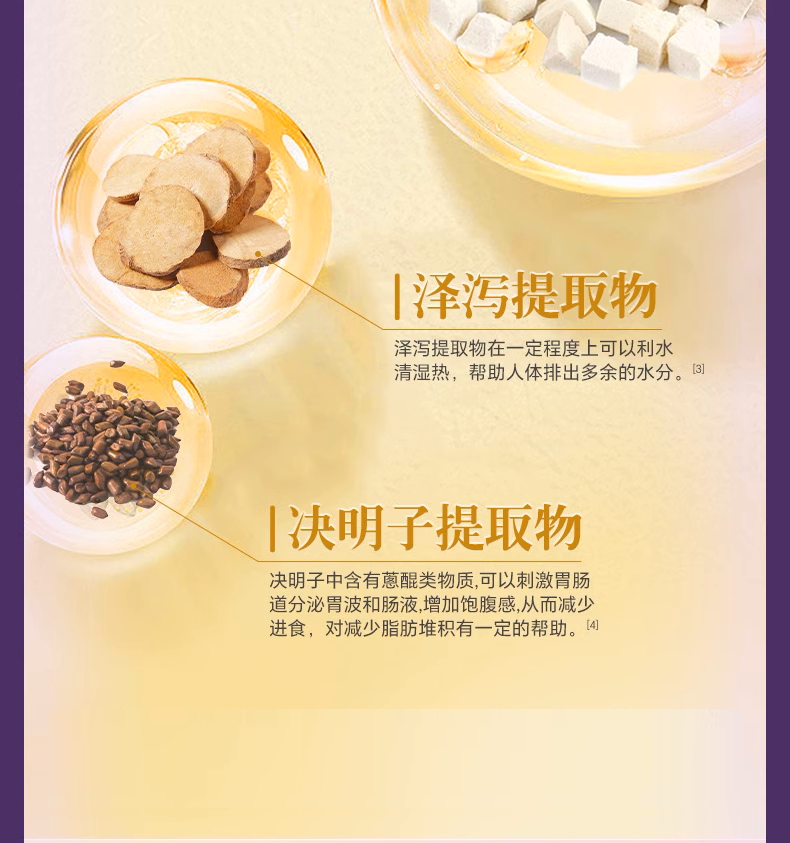 泽泻提取物
泽泻提取物在一定程度上可以利水
清湿热，帮助人体排出多余的水分。[3]
决明子提取物
决明子中含有蒽醌类物质,可以刺激胃肠
道分泌胃波和肠液,增加饱腹感,从而减少
进食，对减少脂肪堆积有一定的帮助。[4]